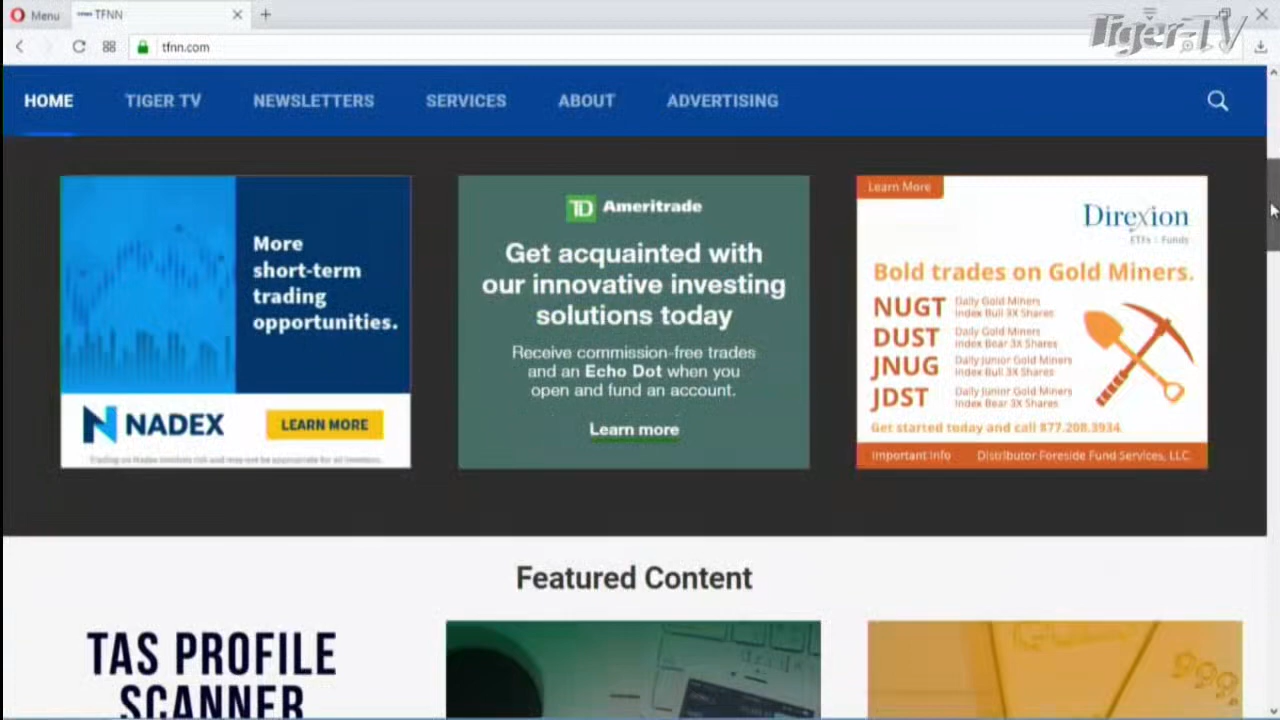 Menu
TFNN
Tiger-TV
tfnn.com
HOME
TIGER TV
NEWSLETTERS
SERVICES
ABOUT
ADVERTISING
More
short-term
trading
opportunities.
NADEX
LEARN MORE
Trading on Nadex involves risk and may not be appropriate for all investors.
TD Ameritrade
Get acquainted with
our innovative investing
solutions today
Receive commission-free trades
and an Echo Dot when you
open and fund an account.
Learn more
Learn More
Direxion
ETFs | Funds
Bold trades on Gold Miners.
NUGT
Daily Gold Miners
Index Bull 3X Shares
DUST
Daily Gold Miners
Index Bear 3X Shares
JNUG
Daily Junior Gold Miners
Index Bull 3X Shares
JDST
Daily Junior Gold Miners
Index Bear 3X Shares
Get started today and call 877.208.3934.
Important Info
Distributor Foreside Fund Services, LLC.
Featured Content
TAS PROFILE
SCANNER